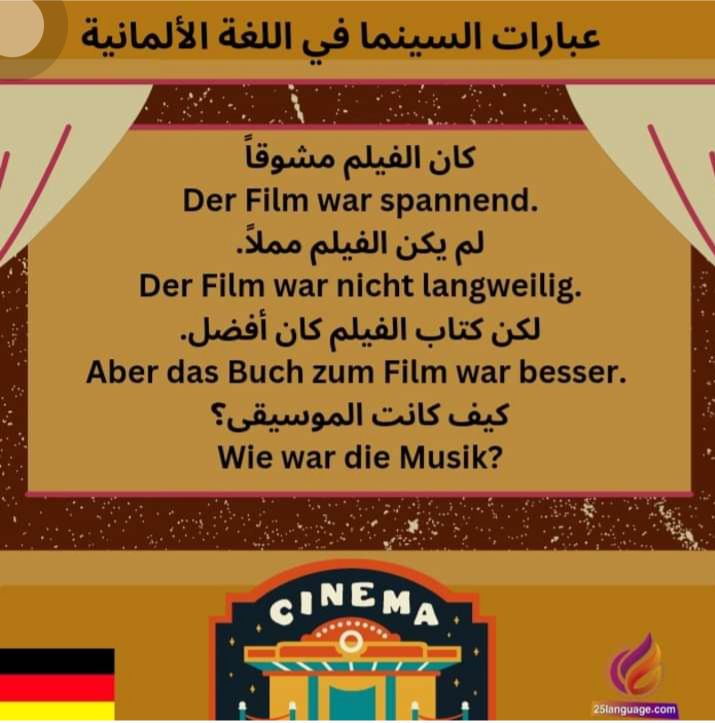 عبارات السينما في اللغة الألمانية
كان الفيلم مشوقاً
Der Film war spannend.
لم يكن الفيلم مملاً.
Der Film war nicht langweilig.
لكن كتاب الفيلم كان أفضل.
Aber das Buch zum Film war besser.
كيف كانت الموسيقى؟
Wie war die Musik?
CINEMA
25language.com